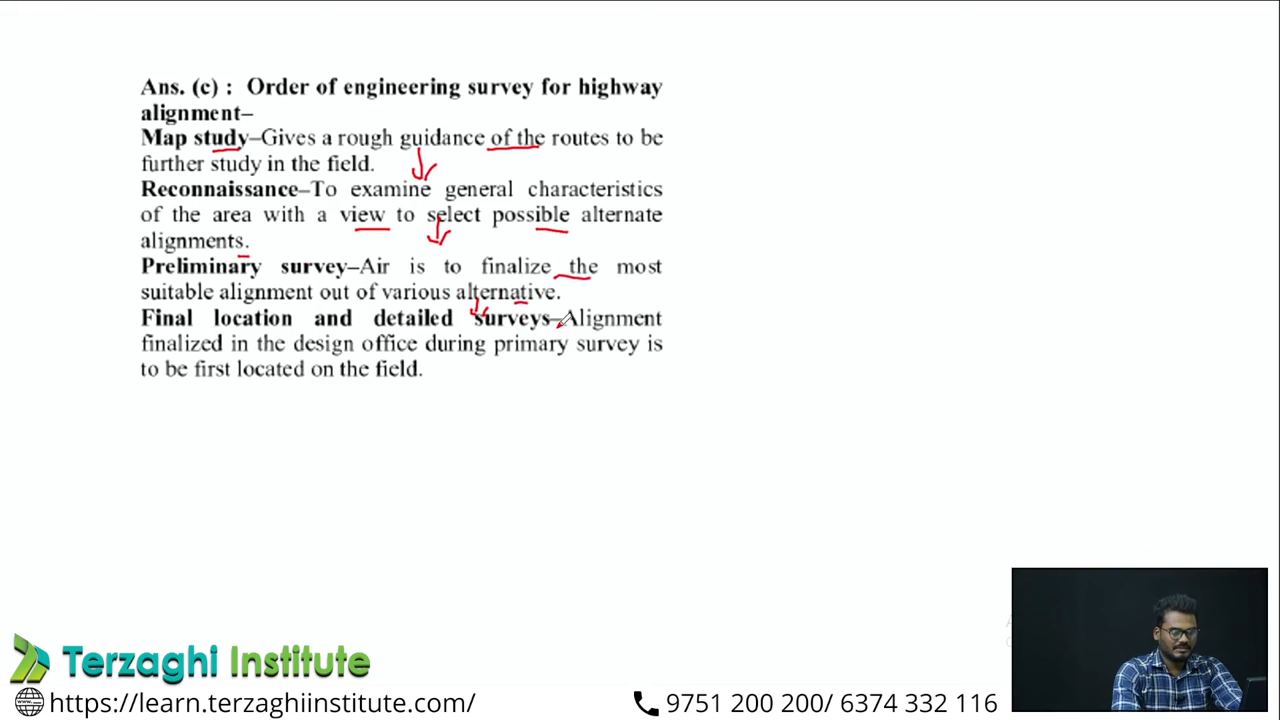 Ans. (c) : Order of engineering survey for highway
alignment–
Map study–Gives a rough guidance of the routes to be
further study in the field.
Reconnaissance–To examine general characteristics
of the area with a view to select possible alternate
alignments.
Preliminary survey–Air is to finalize the most
suitable alignment out of various alternative.
Final location and detailed surveys–Alignment
finalized in the design office during primary survey is
to be first located on the field.
Terzaghi Institute
https://learn.terzaghiinstitute.com/
9751 200 200/ 6374 332 116